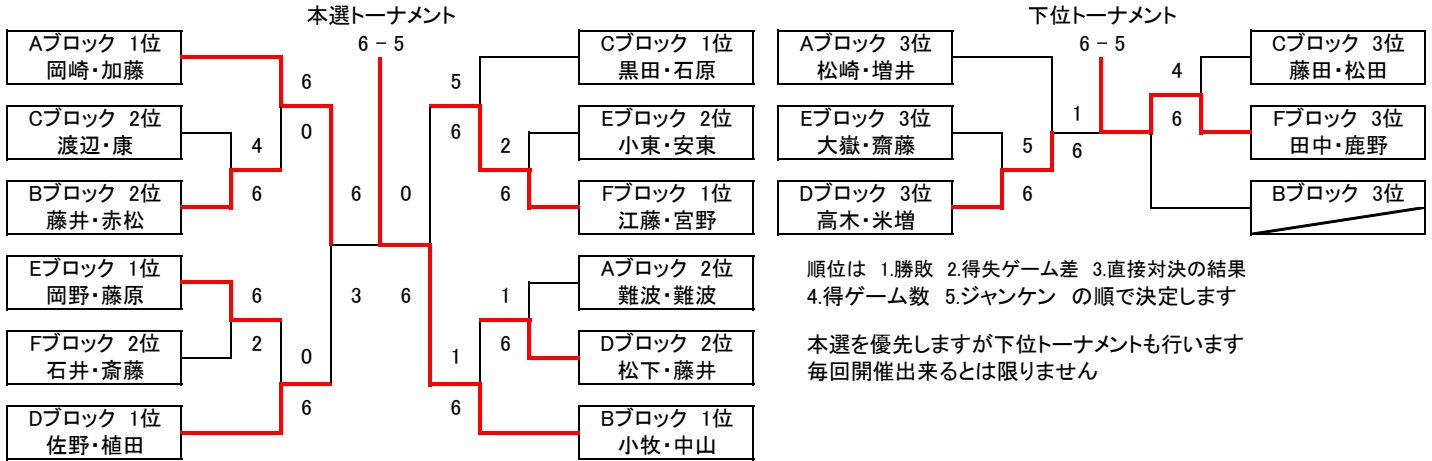 本選トーナメント
6 – 5
Aブロック 1位
岡崎・加藤
Cブロック 2位
渡辺・康
Bブロック 2位
藤井・赤松
Eブロック 1位
岡野・藤原
Fブロック 2位
石井・斎藤
Dブロック 1位
佐野・植田
6
0
4
6
6
3
6
2
0
6
0
6
5
6
2
6
1
6
1
6
Cブロック 1位
黒田・石原
Eブロック 2位
小東・安東
Fブロック 1位
江藤・宮野
Aブロック 2位
難波・難波
Dブロック 2位
松下・藤井
Bブロック 1位
小牧・中山
下位トーナメント
6 – 5
Aブロック 3位
松崎・増井
Eブロック 3位
大嶽・齋藤
Dブロック 3位
高木・米増
1
6
5
6
4
6
Cブロック 3位
藤田・松田
Fブロック 3位
田中・鹿野
Bブロック 3位
順位は 1.勝敗 2.得失ゲーム差 3.直接対決の結果
4.得ゲーム数 5.ジャンケン の順で決定します
本選を優先しますが下位トーナメントも行います
毎回開催出来るとは限りません